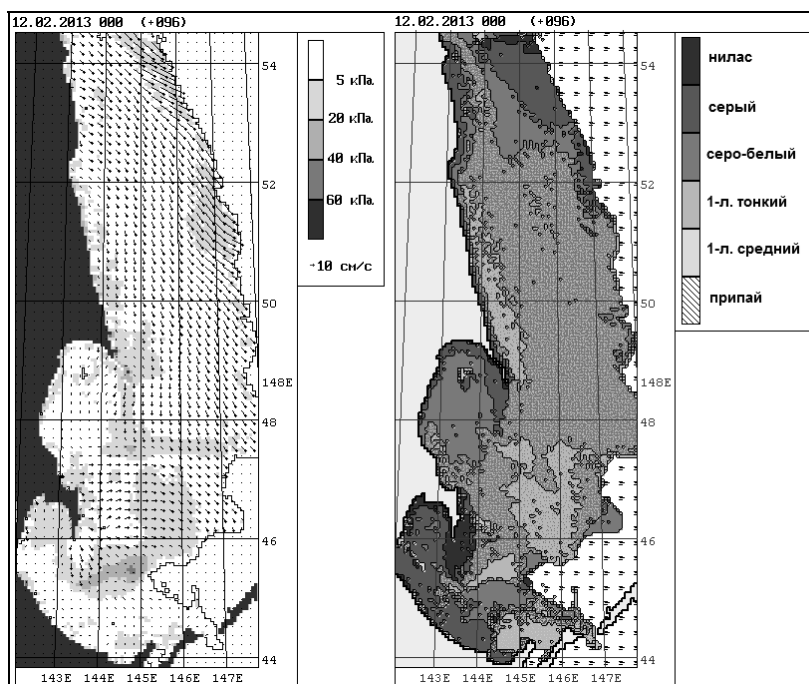 12.02.2013 000 (+096)
54
52
50
148E
48
46
44
143E 144E 145E 146E 147E
5 кПа.
20 кПа.
40 кПа.
60 кПа.
→10 см/с
12.02.2013 000 (+096)
54
52
50
148E
48
46
44
143E 144E 145E 146E 147E
нилас
серый
серо-белый
1-л. тонкий
1-л. средний
припай